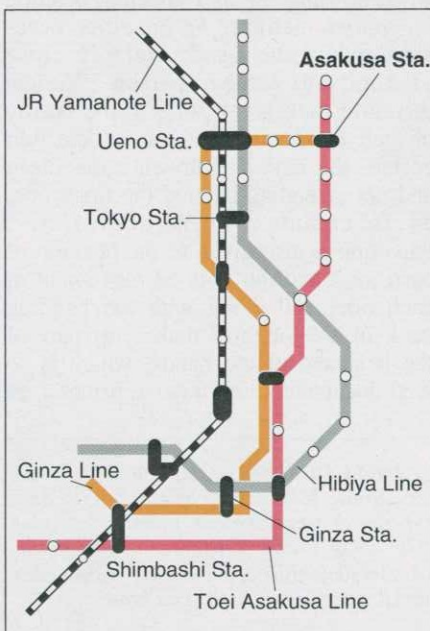 Asakusa Sta.
JR Yamanote Line
Ueno Sta.
Tokyo Sta.
Ginza Line
Hibiya Line
Ginza Sta.
Shimbashi Sta.
Toei Asakusa Line